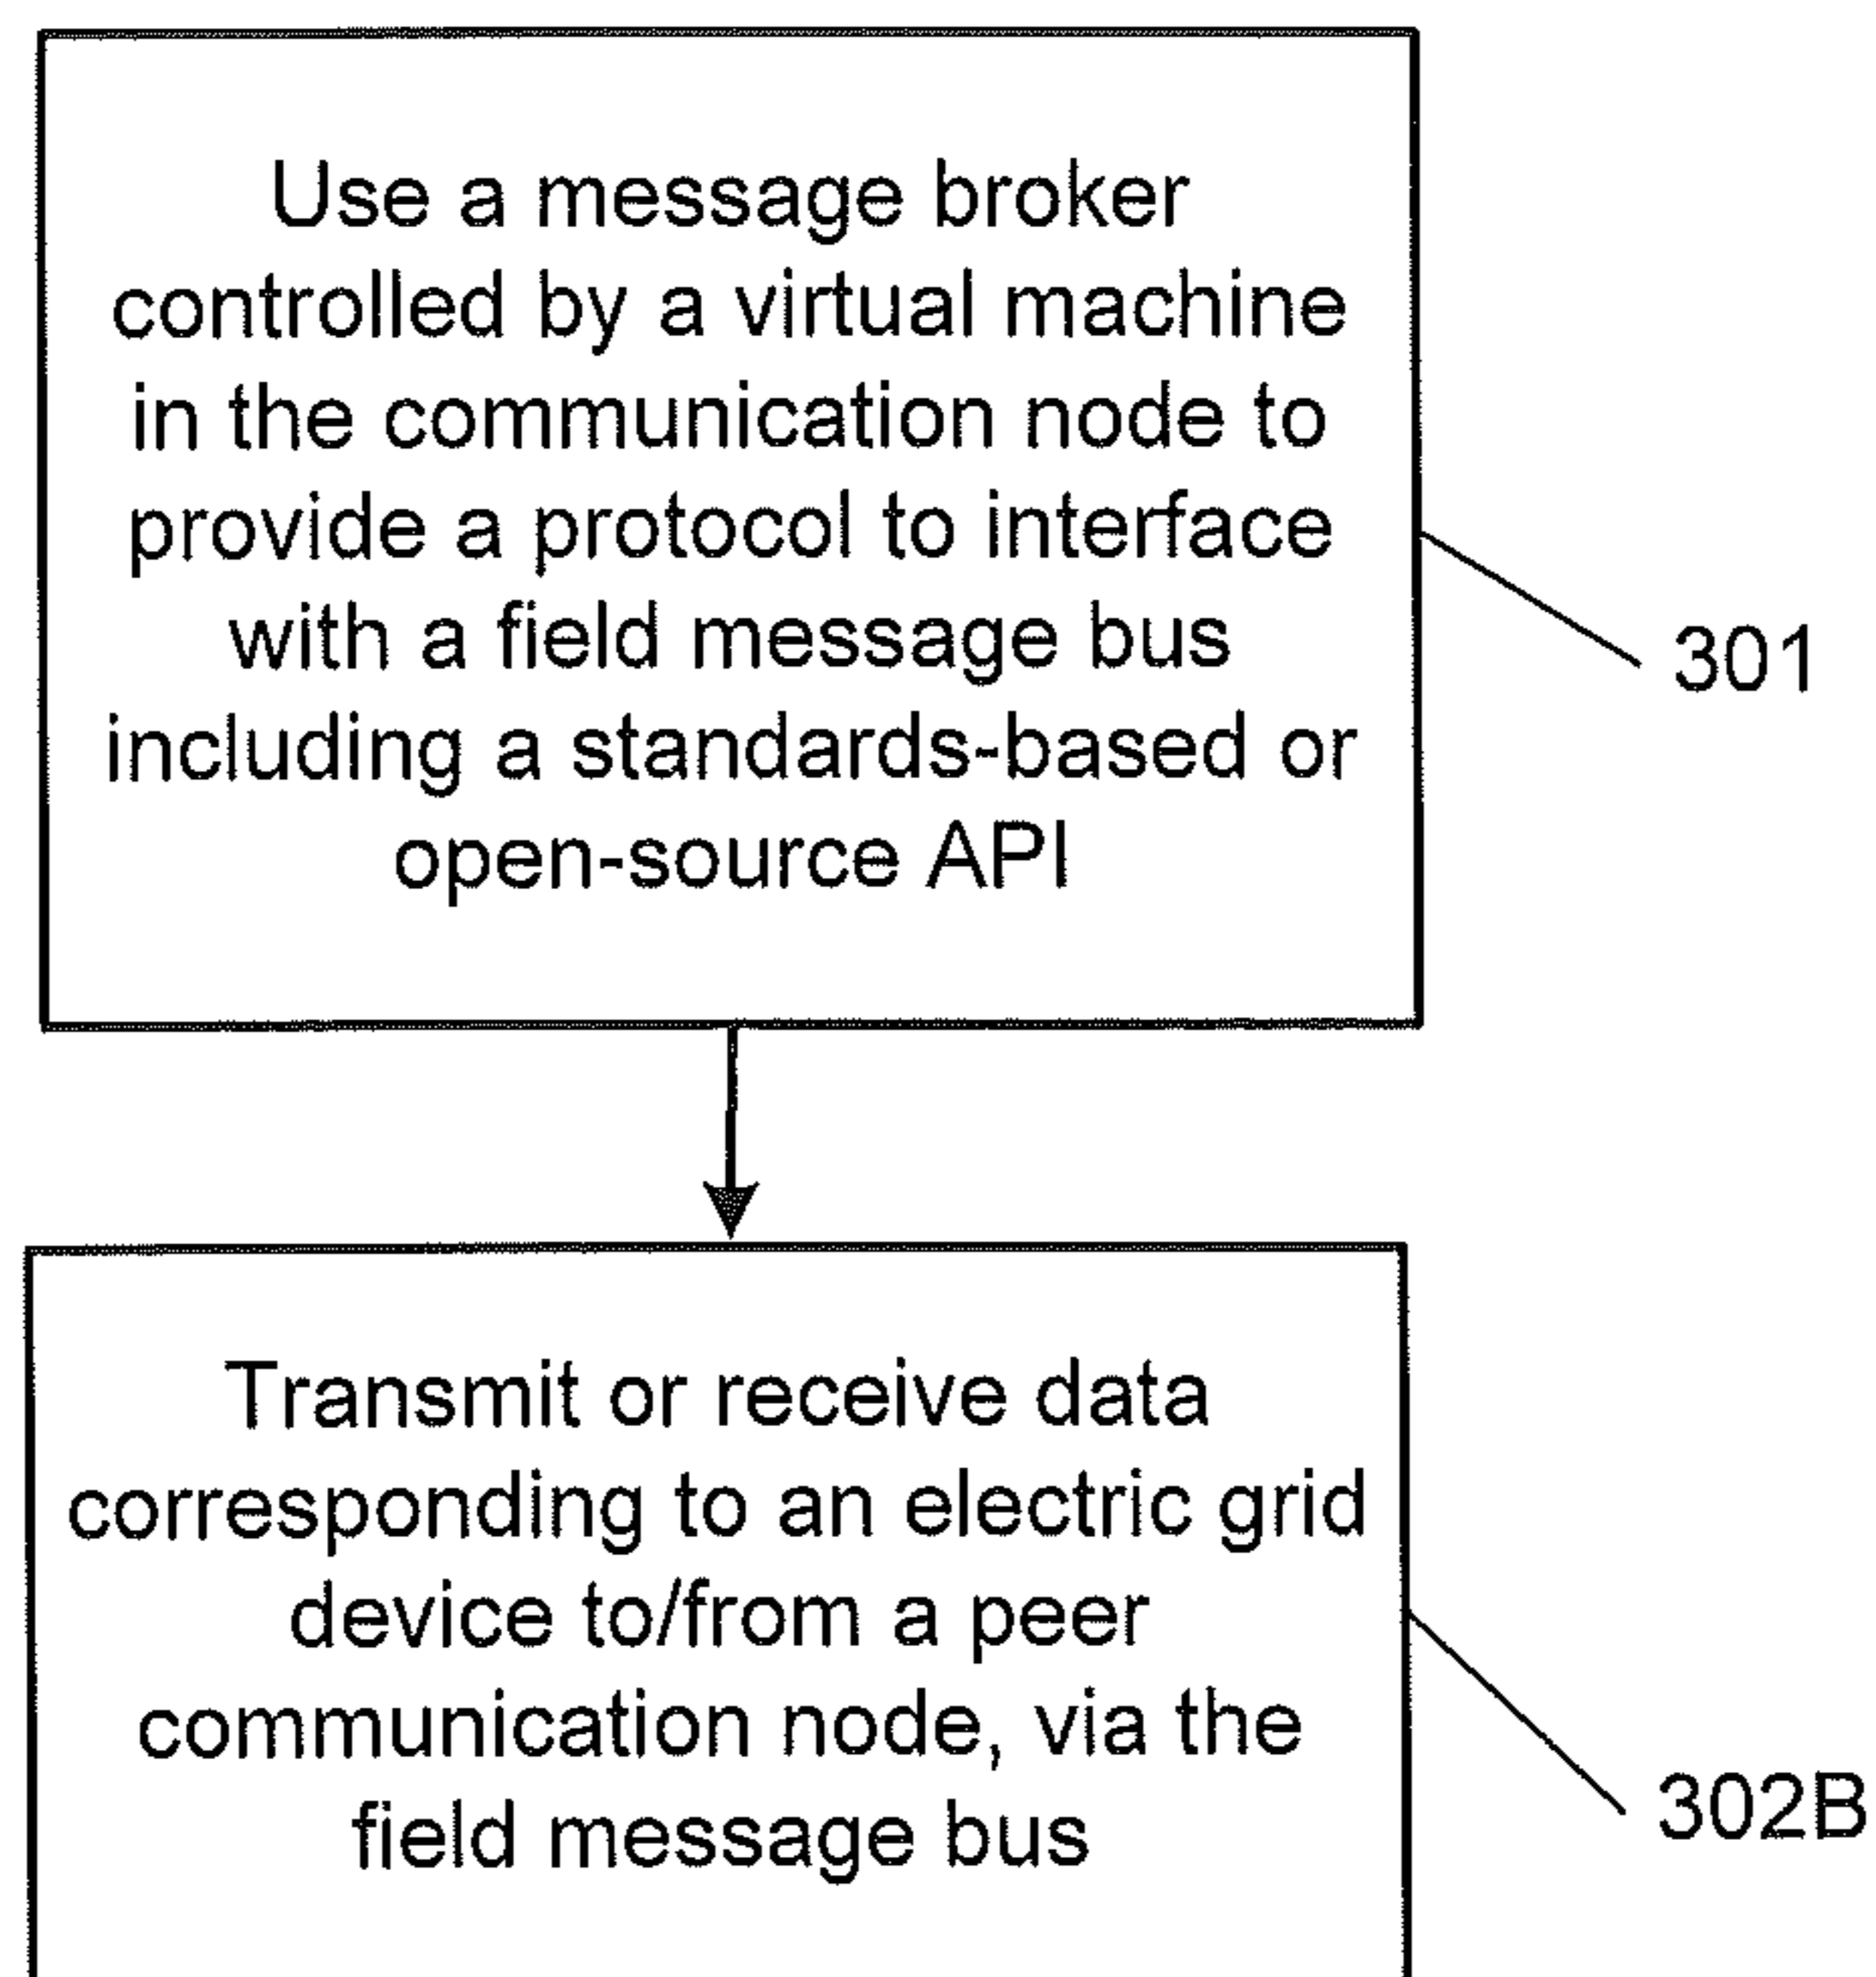 Use a message broker
controlled by a virtual machine
in the communication node to
provide a protocol to interface
with a field message bus
including a standards-based or
open-source API
301
Transmit or receive data
corresponding to an electric grid
device to/from a peer
communication node, via the
field message bus
302B